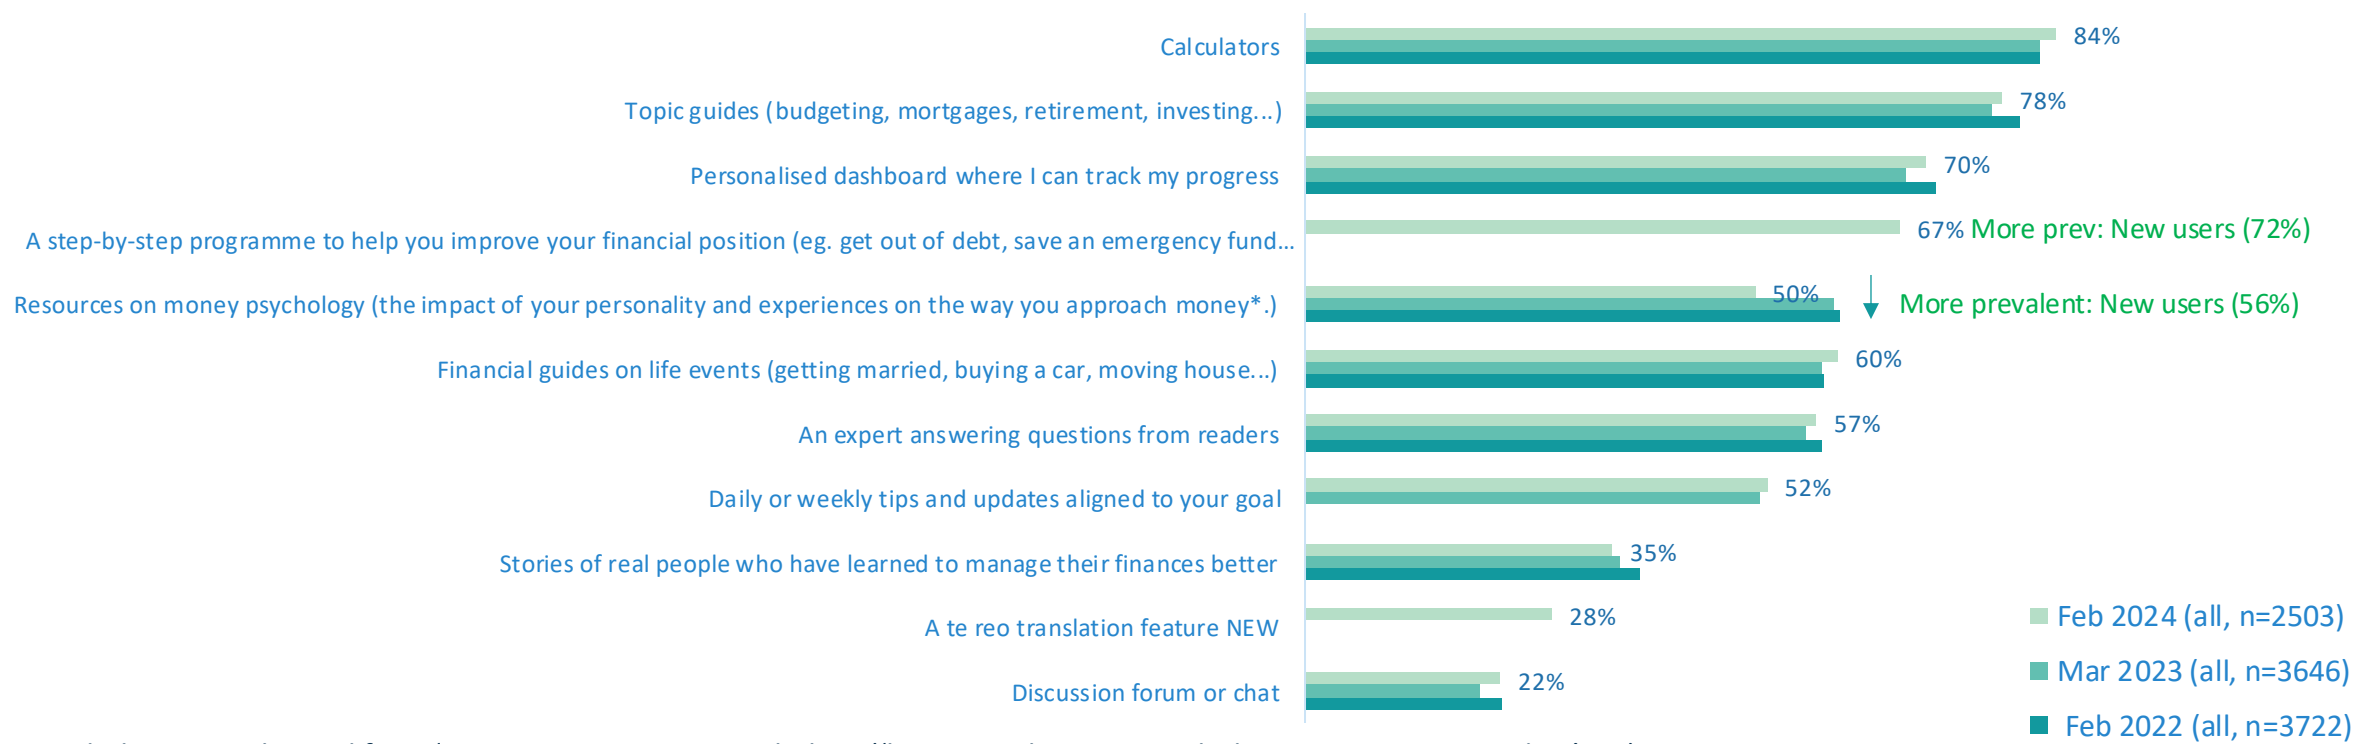 Calculators
84%
Topic guides (budgeting, mortgages, retirement, investing...)
78%
Personalised dashboard where I can track my progress
70%
A step-by-step programme to help you improve your financial position (eg. get out of debt, save an emergency fund...
67% More prev: New users (72%)
Resources on money psychology (the impact of your personality and experiences on the way you approach money*.)
50%
More prevalent: New users (56%)
Financial guides on life events (getting married, buying a car, moving house...)
60%
An expert answering questions from readers
57%
Daily or weekly tips and updates aligned to your goal
52%
Stories of real people who have learned to manage their finances better
35%
A te reo translation feature NEW
28%
Discussion forum or chat
22%
Feb 2024 (all, n=2503)
Mar 2023 (all, n=3646)
Feb 2022 (all, n=3722)